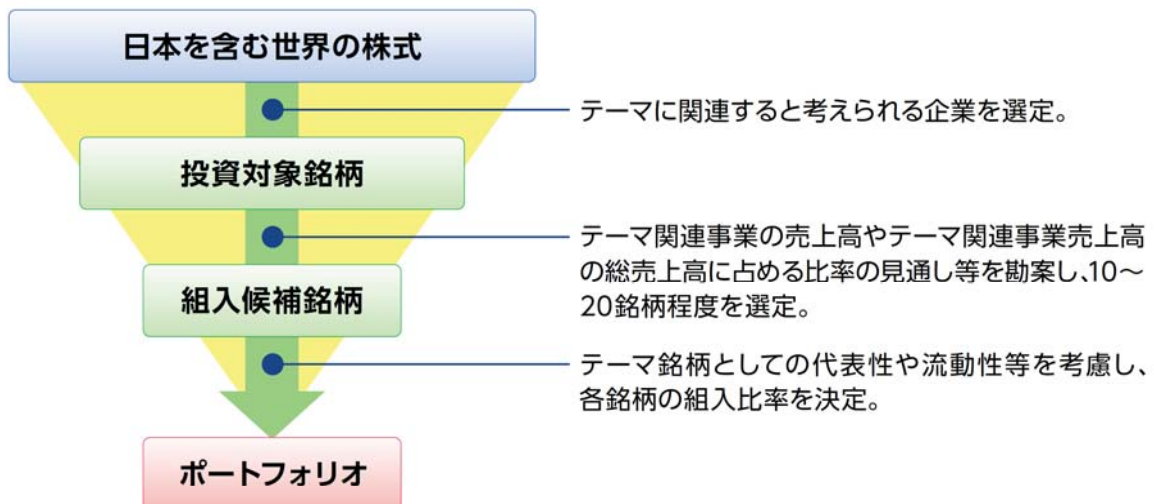 日本を含む世界の株式
テーマに関連すると考えられる企業を選定。
投資対象銘柄
テーマ関連事業の売上高やテーマ関連事業売上高
の総売上高に占める比率の見通し等を勘案し、10～
20銘柄程度を選定。
組入候補銘柄
テーマ銘柄としての代表性や流動性等を考慮し、
各銘柄の組入比率を決定。
ポートフォリオ